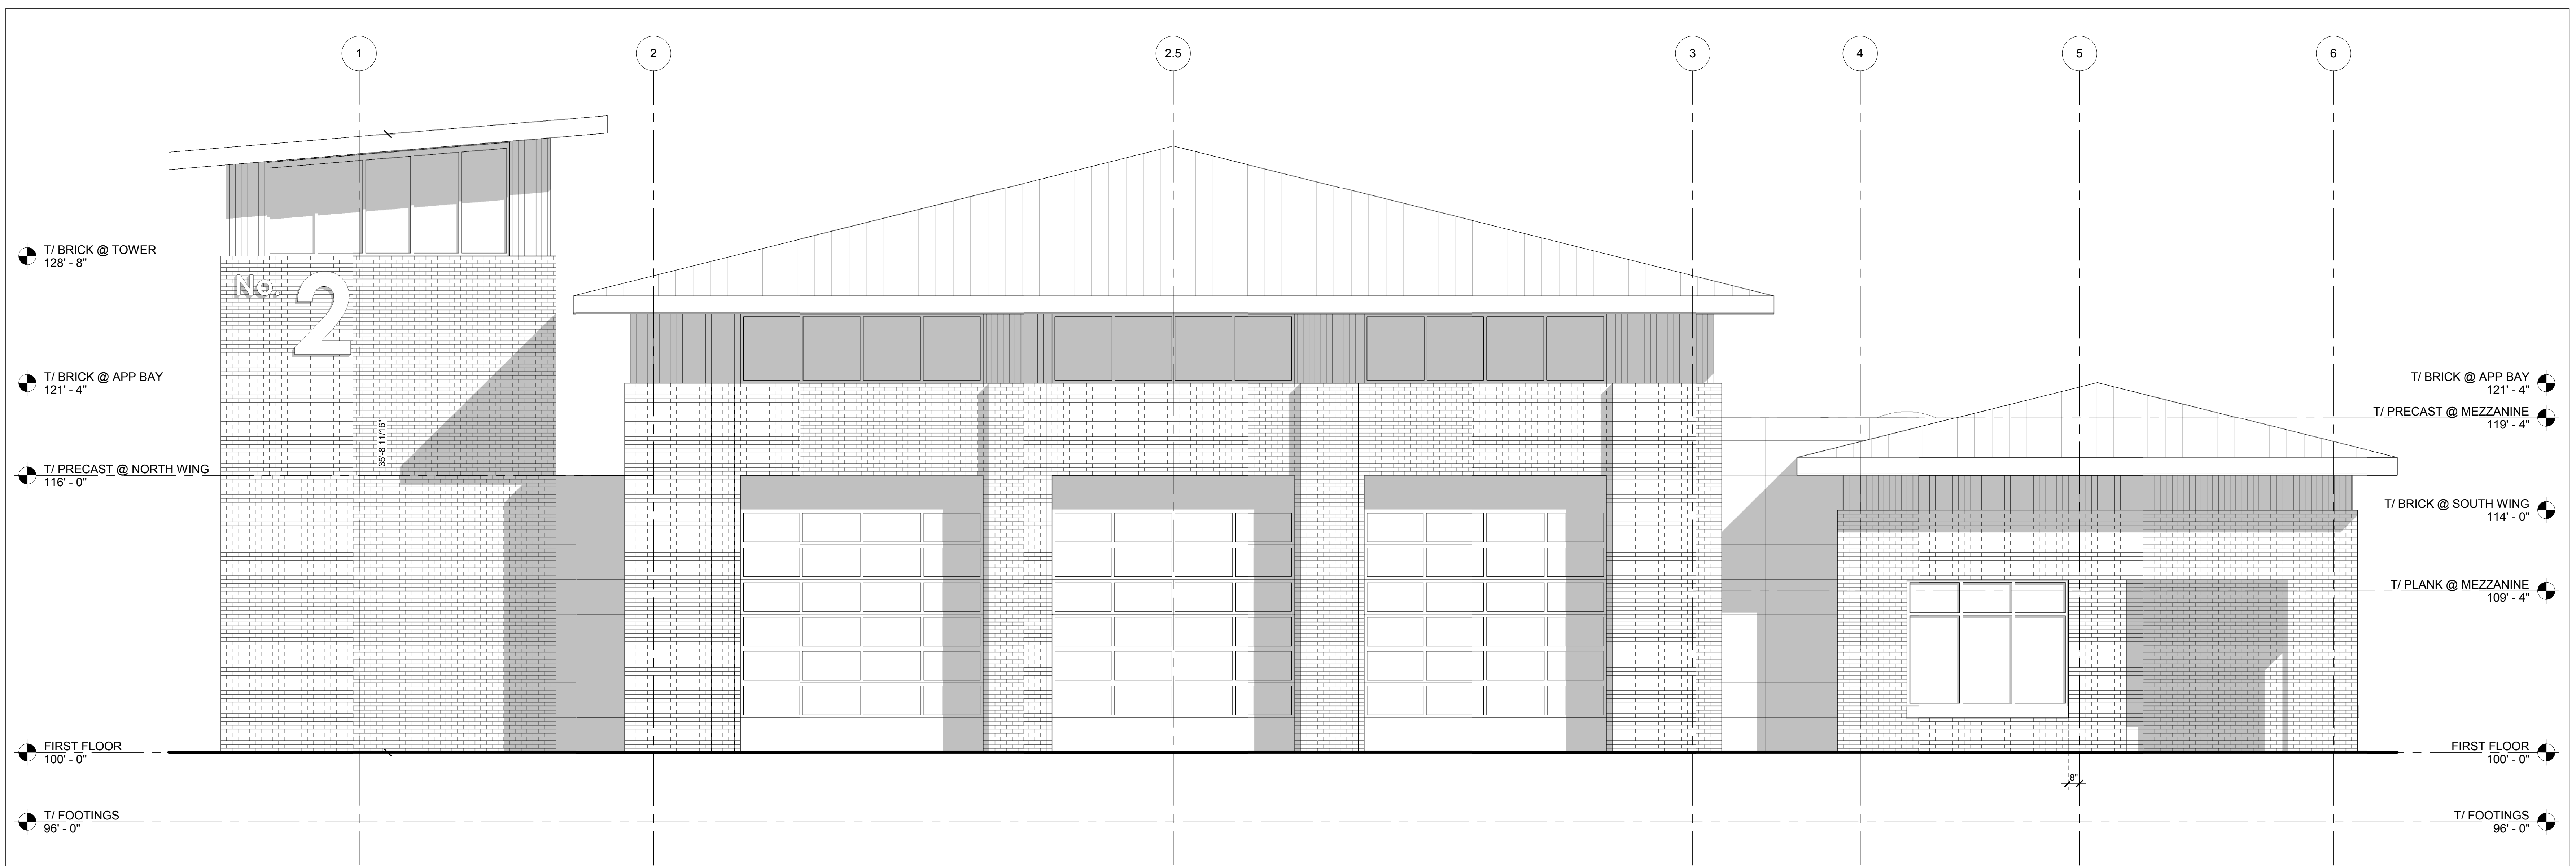 1
2
2.5
3
4
5
6
T/ BRICK @ TOWER
128' - 8"
No. 2
T/ BRICK @ APP BAY
121' - 4"
T/ BRICK @ APP BAY
121' - 4"
T/ PRECAST @ MEZZANINE
119' - 4"
35'-8 11/16"
T/ PRECAST @ NORTH WING
116' - 0"
T/ BRICK @ SOUTH WING
114' - 0"
T/ PLANK @ MEZZANINE
109' - 4"
FIRST FLOOR
100' - 0"
FIRST FLOOR
100' - 0"
8"
T/ FOOTINGS
96' - 0"
T/ FOOTINGS
96' - 0"